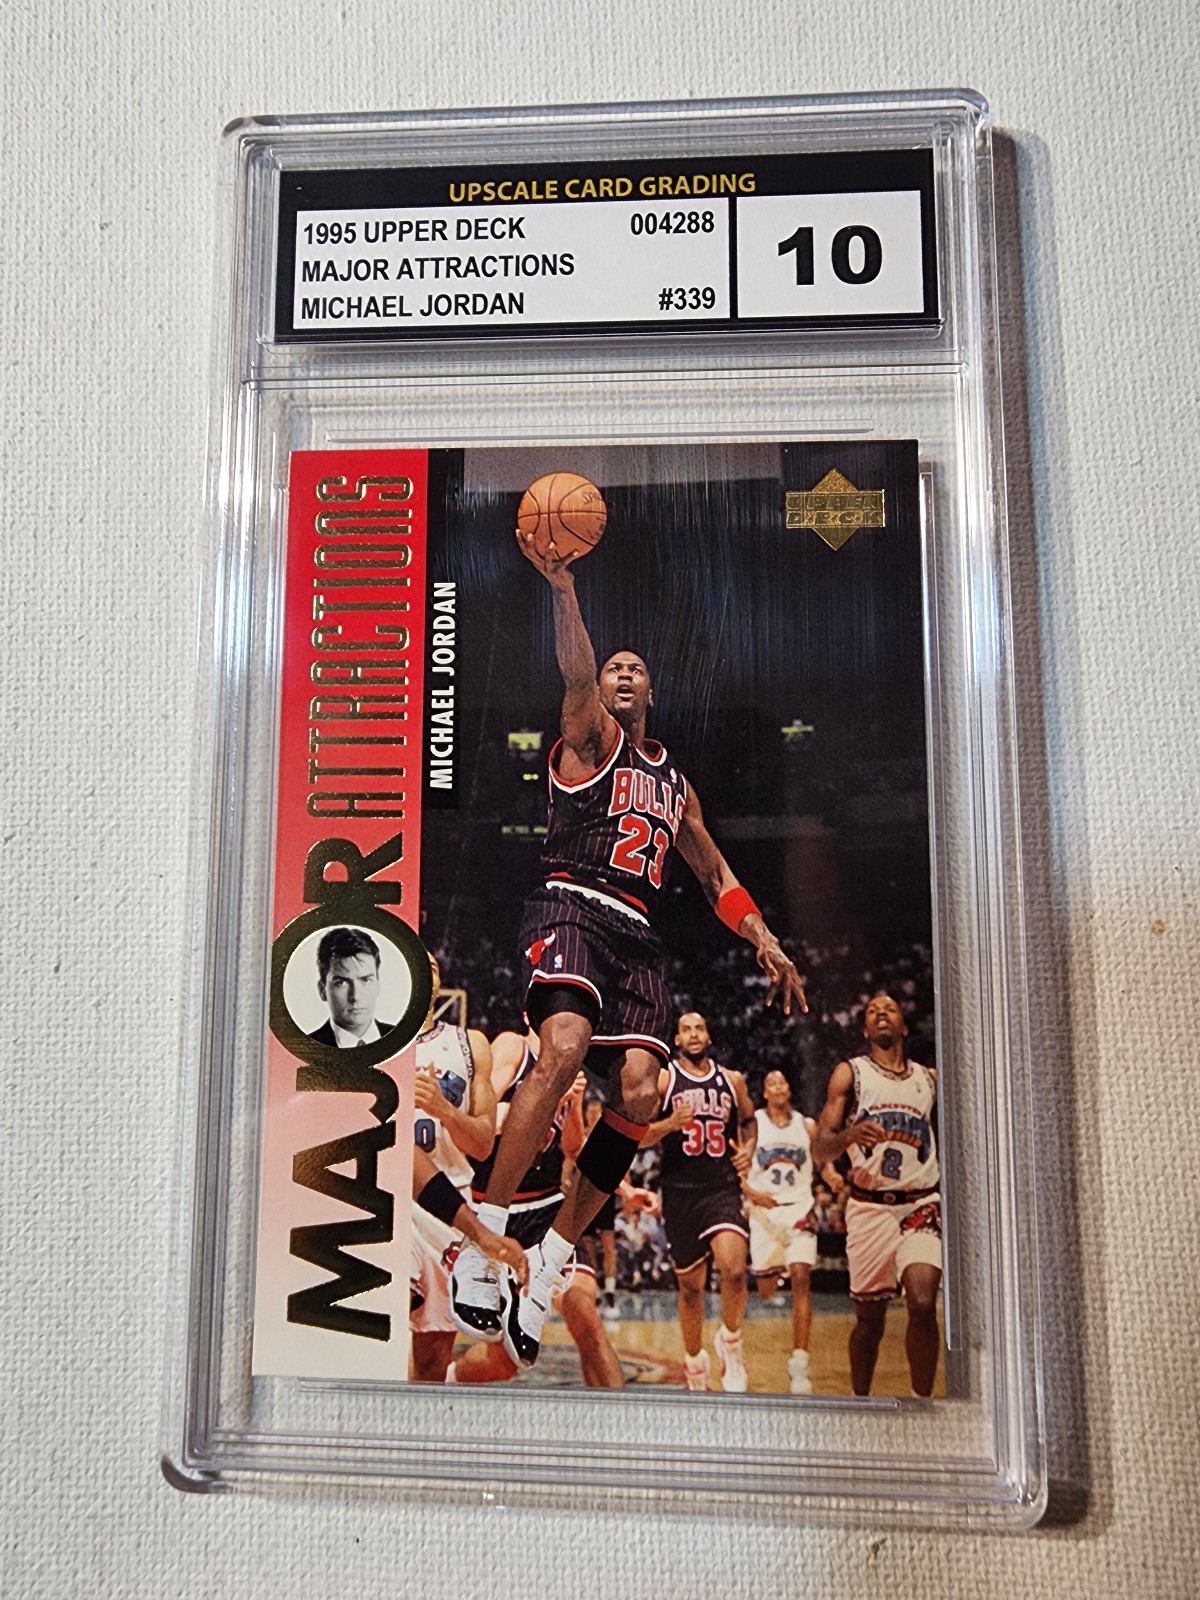 UPSCALE CARD GRADING
1995 UPPER DECK 004288
MAJOR ATTRACTIONS
MICHAEL JORDAN #339
10
MAJOR ATTRACTIONS
MICHAEL JORDAN
UPPER
DECK
BULLS
23
BULLS
35
34
2
0